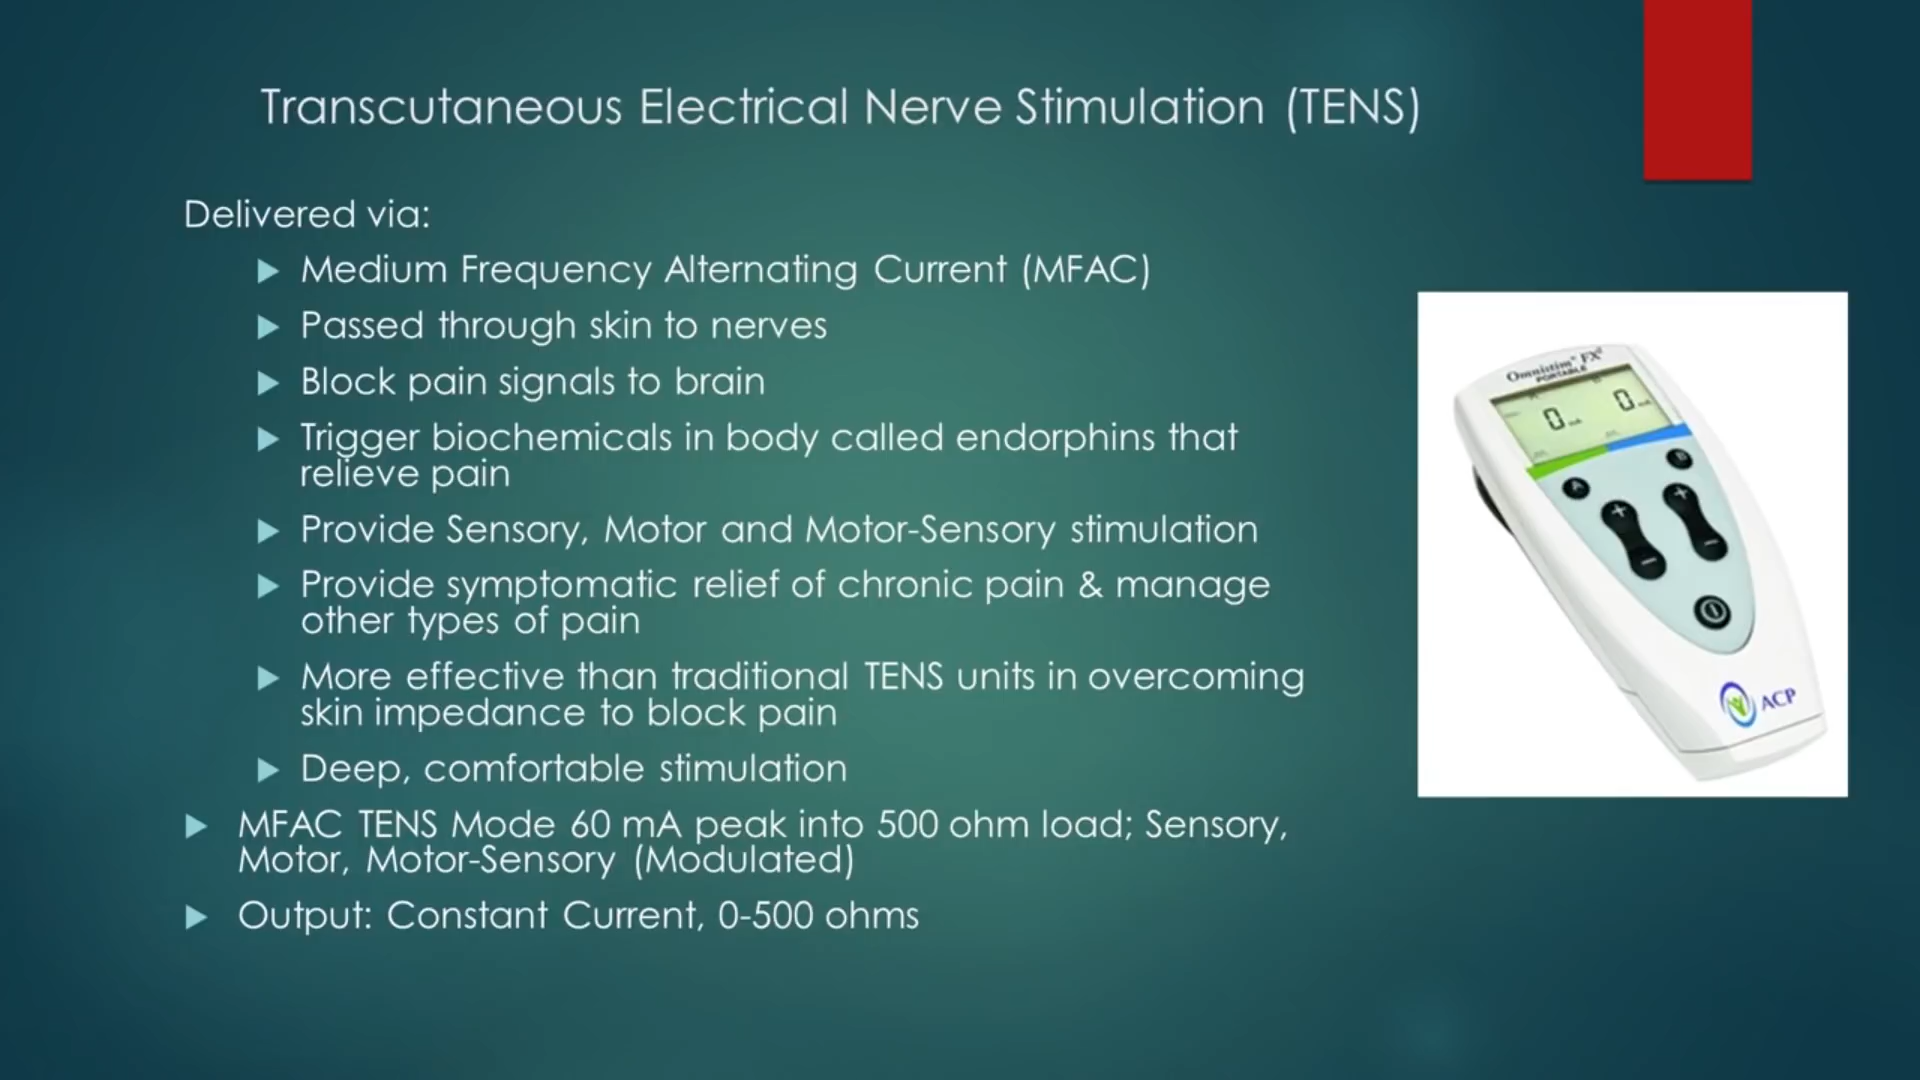 Transcutaneous Electrical Nerve Stimulation (TENS)
Delivered via:
Medium Frequency Alternating Current (MFAC)
Passed through skin to nerves
Block pain signals to brain
Trigger biochemicals in body called endorphins that
relieve pain
Provide Sensory, Motor and Motor-Sensory stimulation
Provide symptomatic relief of chronic pain & manage
other types of pain
More effective than traditional TENS units in overcoming
skin impedance to block pain
Deep, comfortable stimulation
MFAC TENS Mode 60 mA peak into 500 ohm load; Sensory,
Motor, Motor-Sensory (Modulated)
Output: Constant Current, 0-500 ohms
Omnistim® FX²
PORTABLE
0 mA 0 mA
A B
+ +
− −
ACP